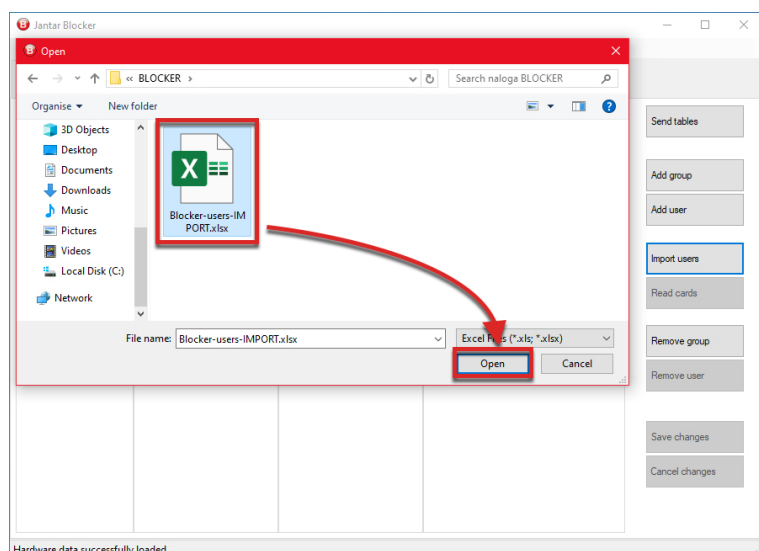 Jantar Blocker
Open
« BLOCKER ›
Search naloga BLOCKER
Organise
New folder
3D Objects
Desktop
Documents
Downloads
Music
Pictures
Videos
Local Disk (C:)
Network
Blocker-users-IM
PORT.xlsx
File name:
Blocker-users-IMPORT.xlsx
Excel Files (*.xls; *.xlsx)
Open
Cancel
Send tables
Add group
Add user
Import users
Read cards
Remove group
Remove user
Save changes
Cancel changes
Hardware data successfully loaded